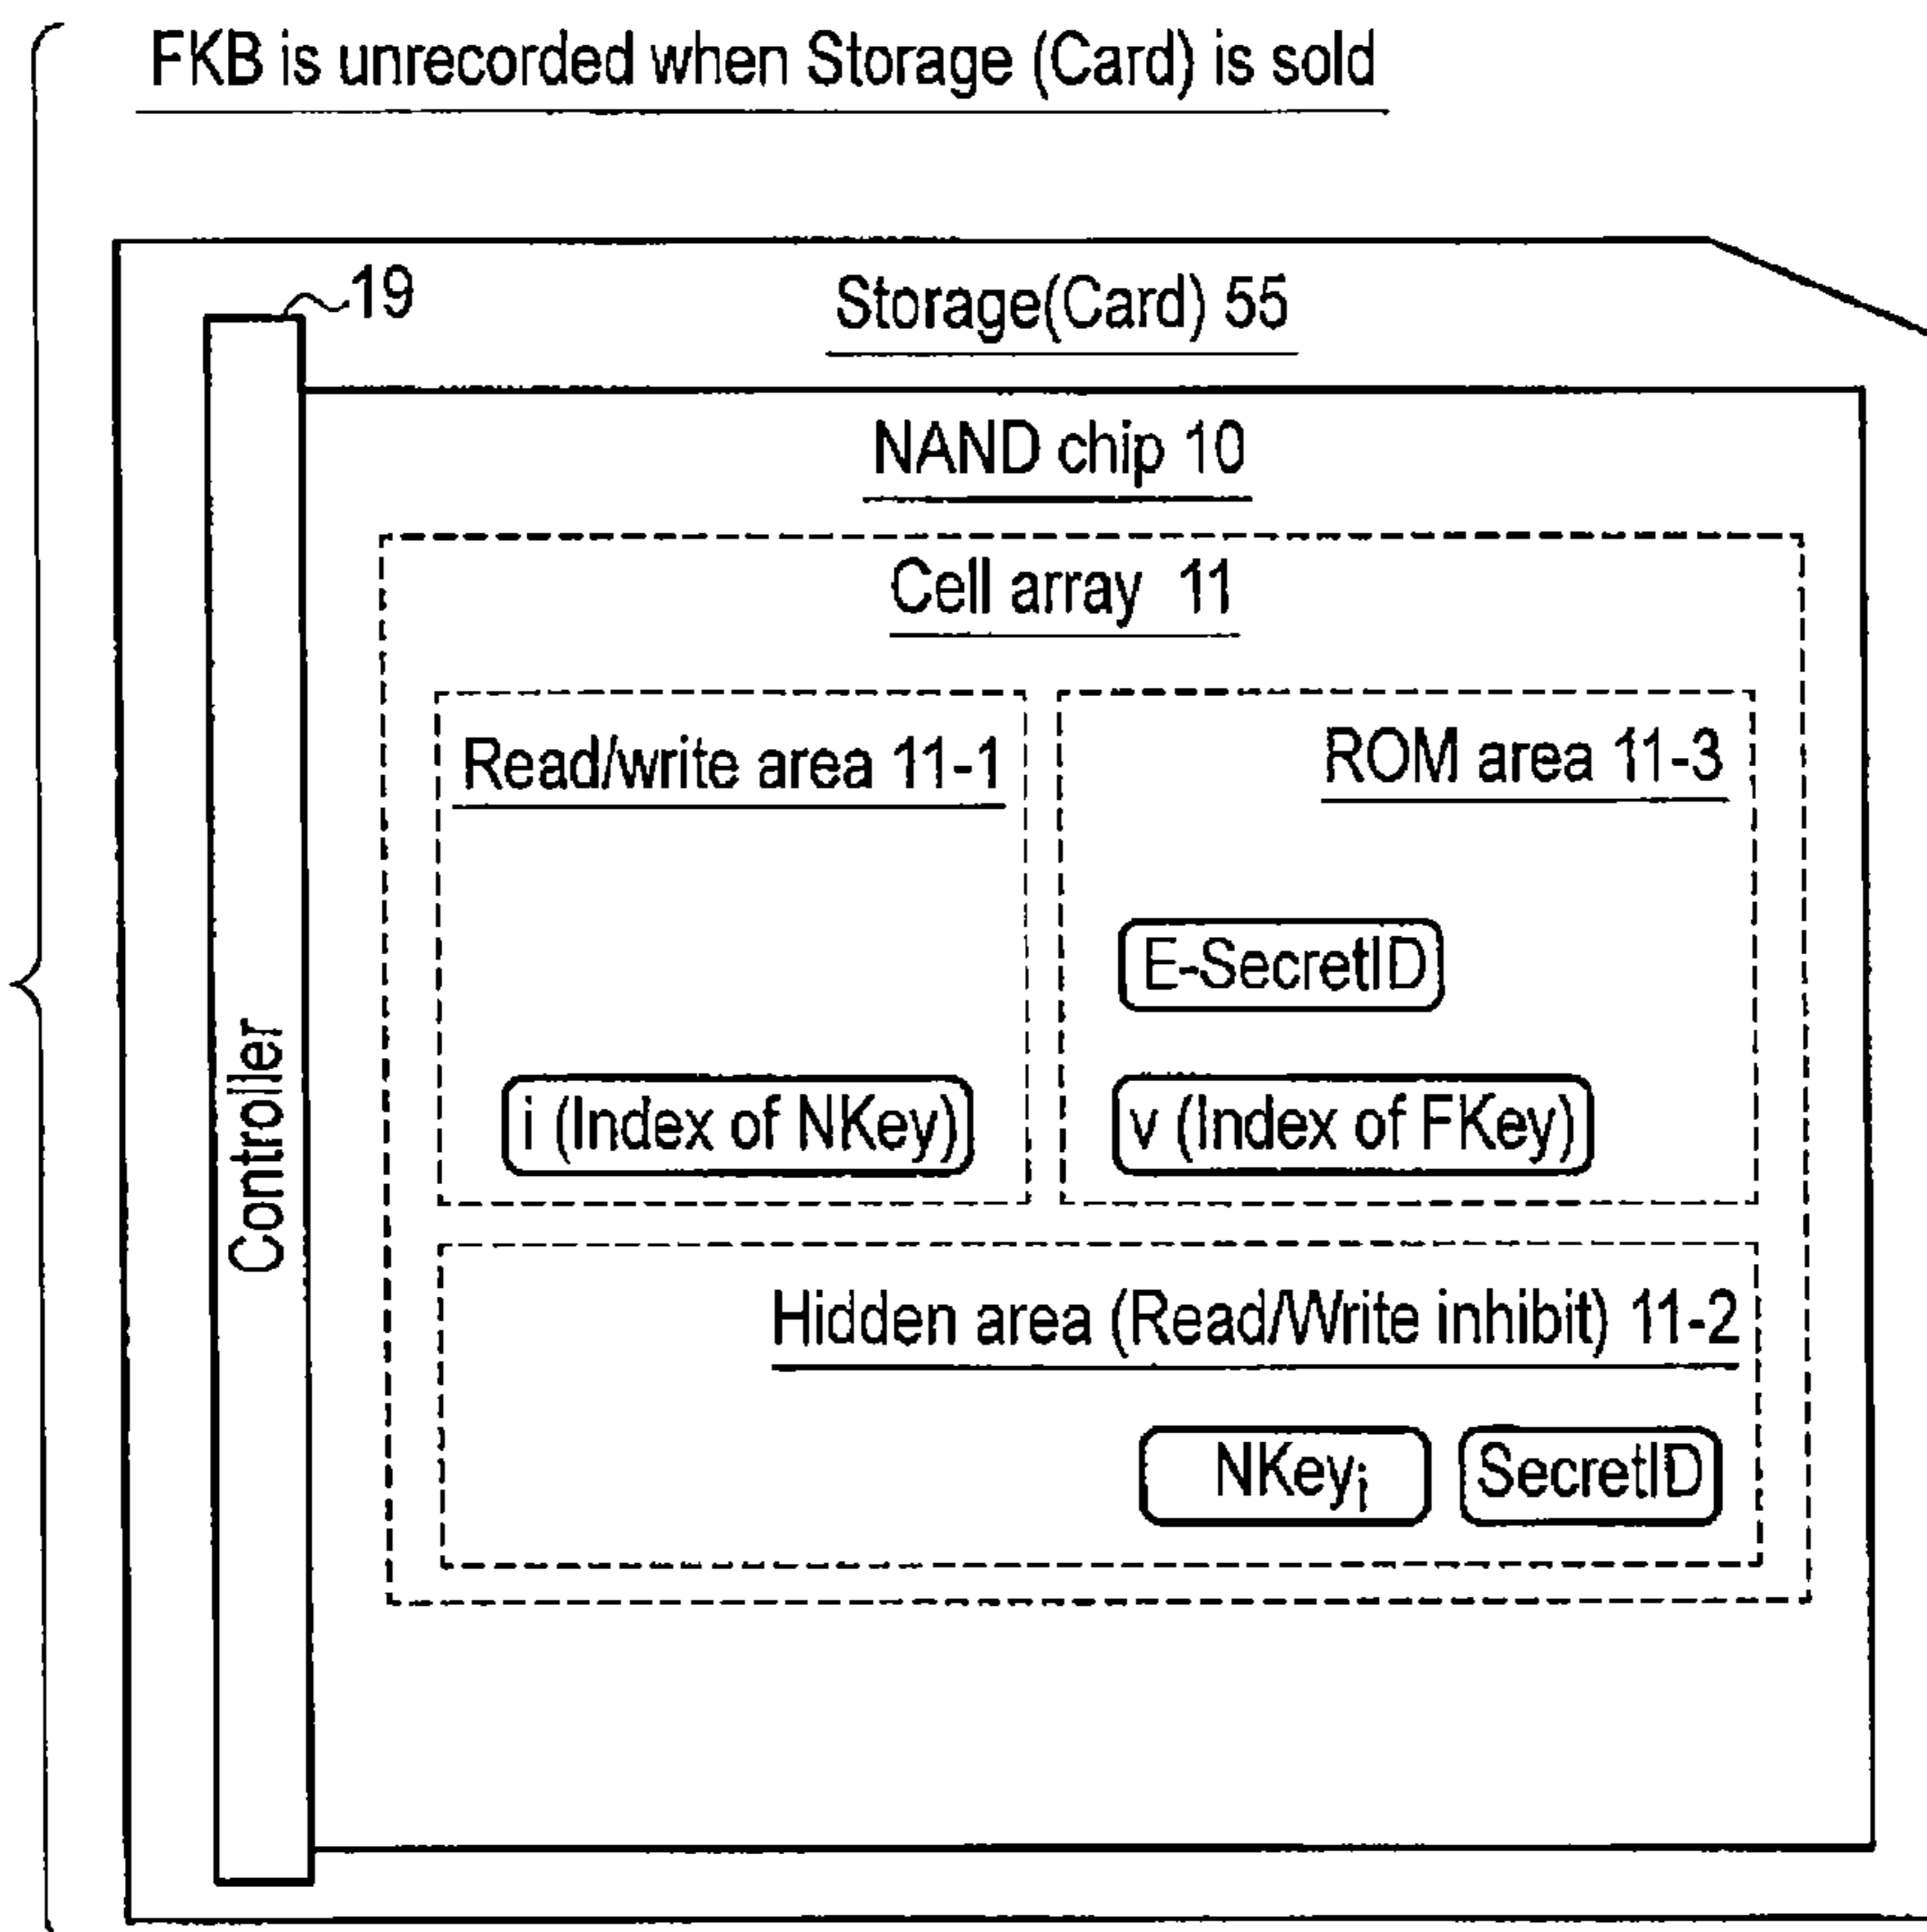 FKB is unrecorded when Storage (Card) is sold
19
Storage(Card) 55
NAND chip 10
Cell array 11
Read/write area 11-1
ROM area 11-3
E-SecretID
i (Index of NKey)
v (Index of FKey)
Controller
Hidden area (Read/Write inhibit) 11-2
NKeyi
SecretID